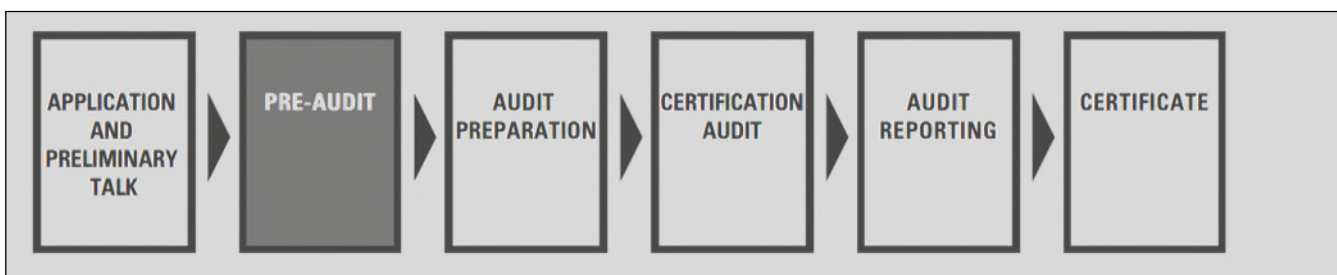 APPLICATION
AND
PRELIMINARY
TALK
PRE-AUDIT
AUDIT
PREPARATION
CERTIFICATION
AUDIT
AUDIT
REPORTING
CERTIFICATE